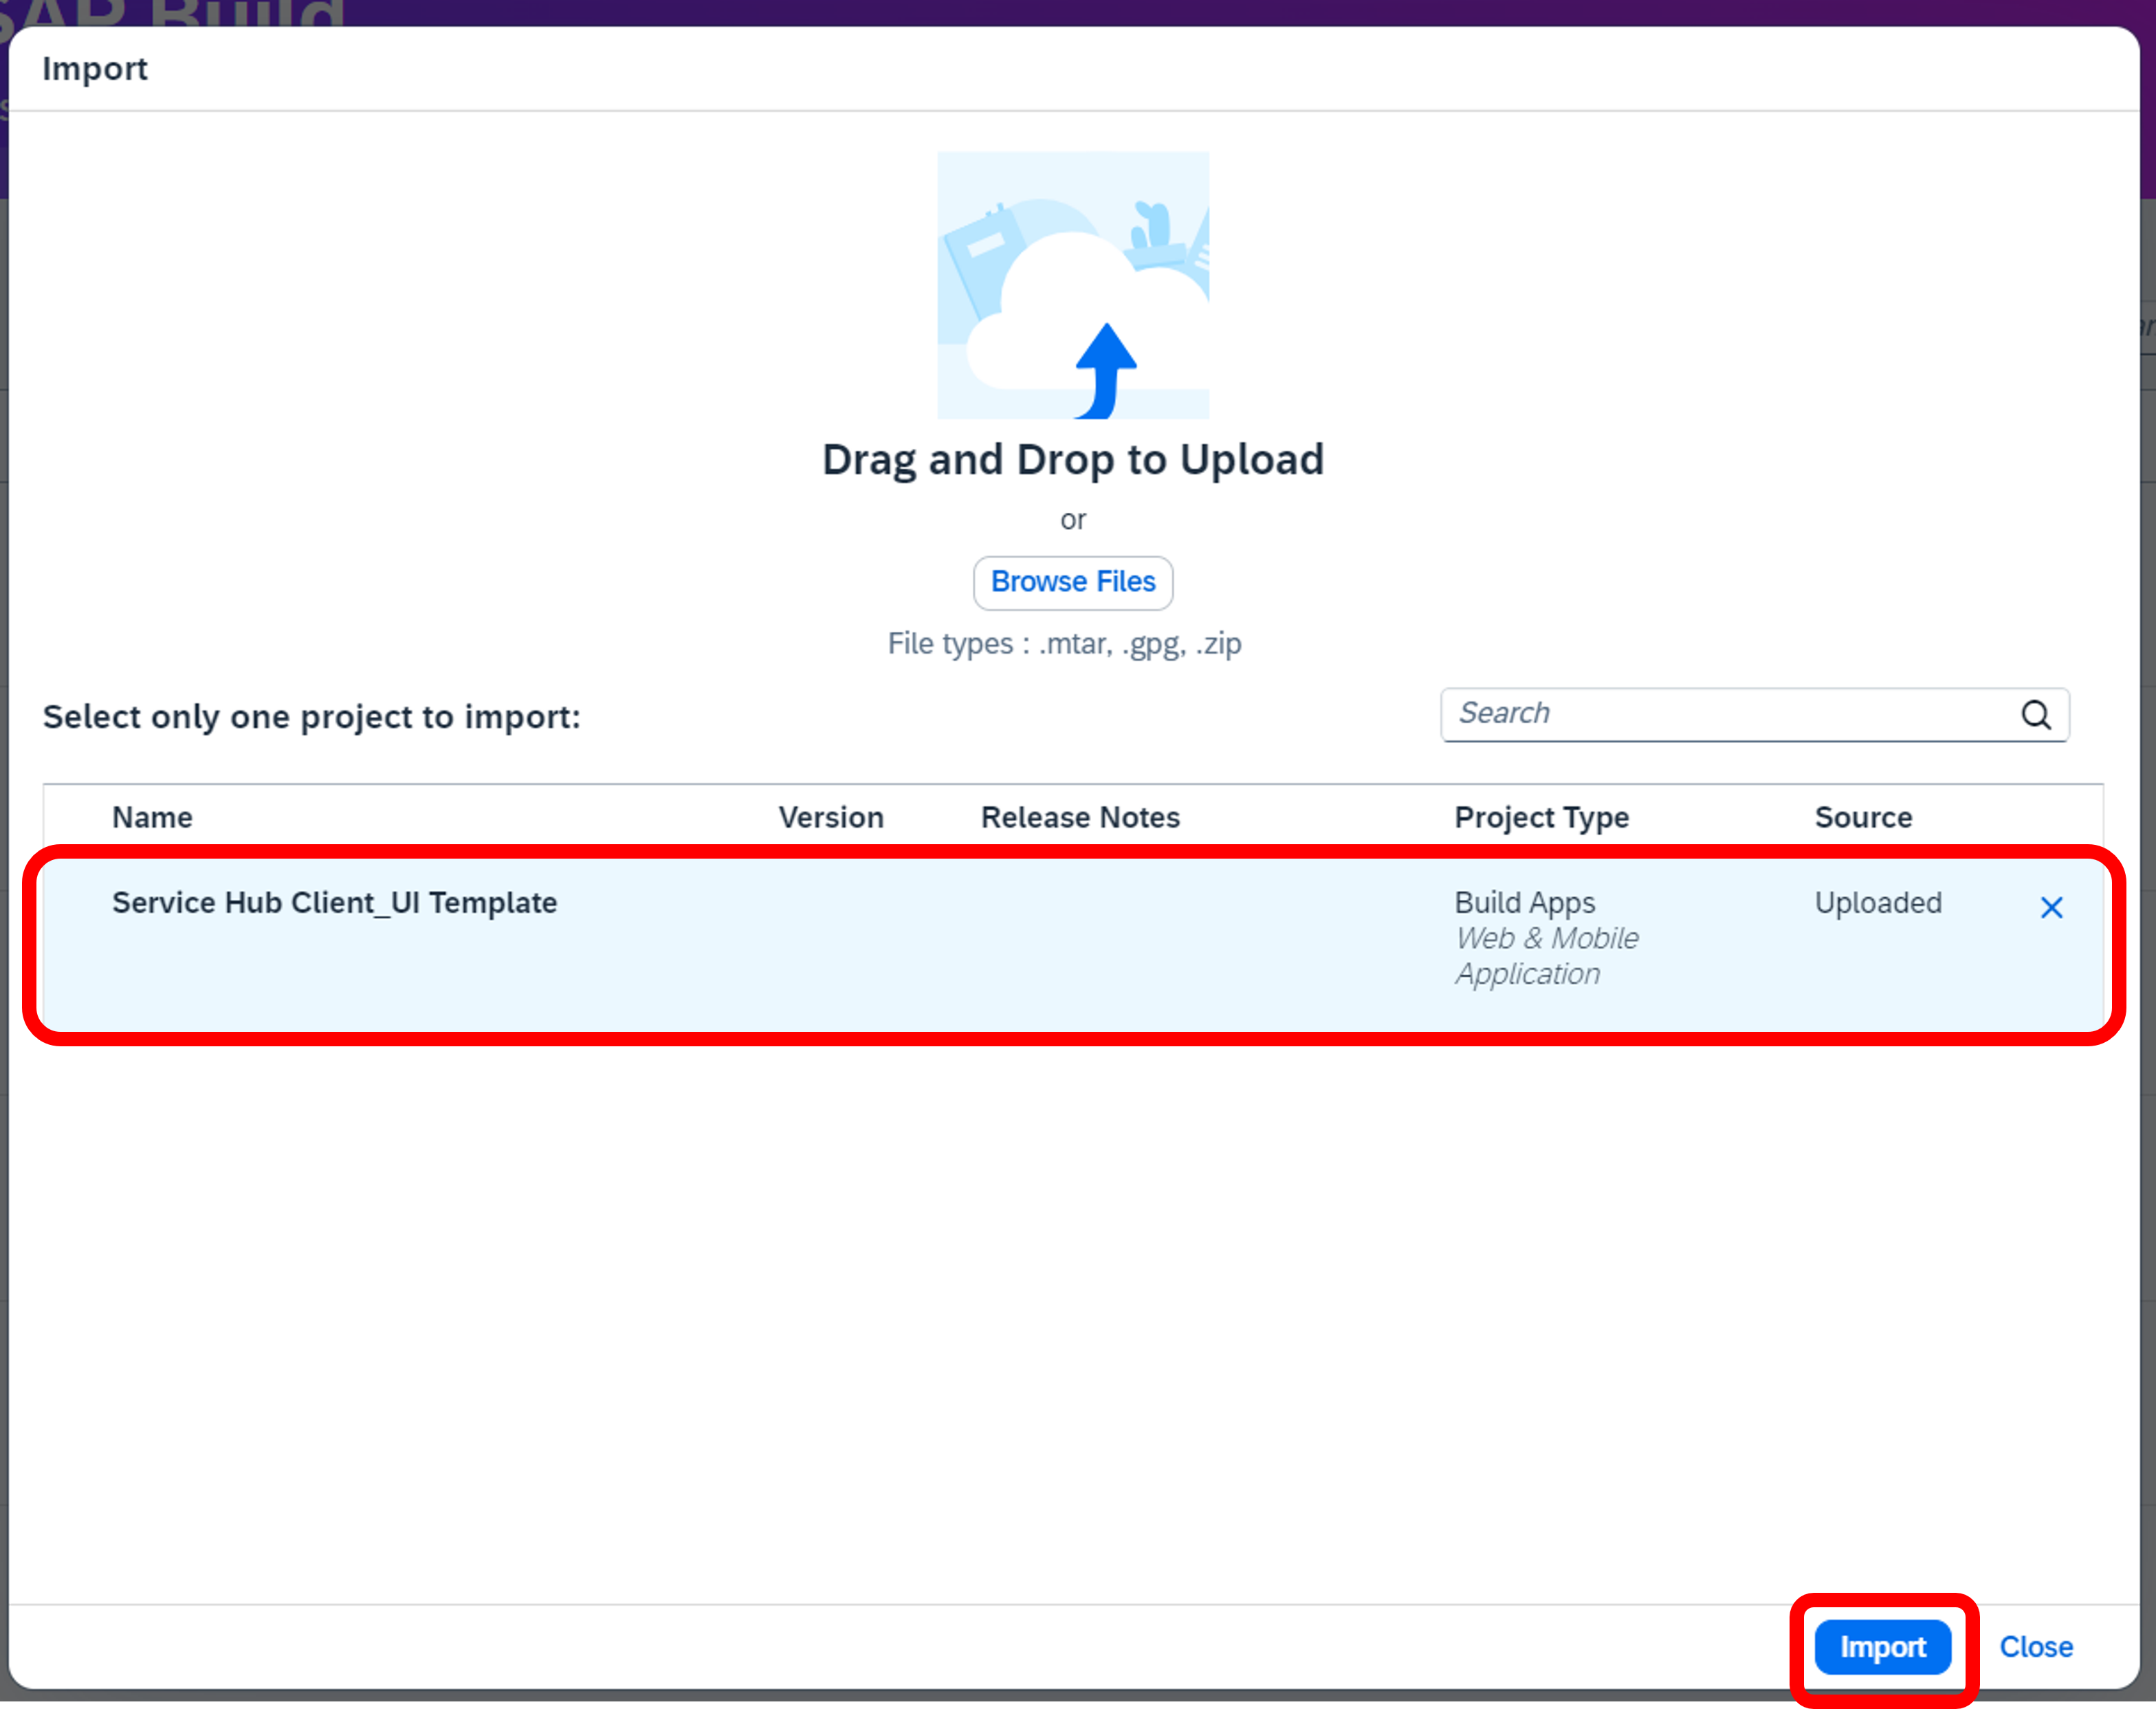 SAP Build
Import
Drag and Drop to Upload
or
Browse Files
File types : .mtar, .gpg, .zip
Select only one project to import:
Search
Name Version Release Notes Project Type Source
Service Hub Client_UI Template Build Apps Uploaded
Web & Mobile
Application
Import Close